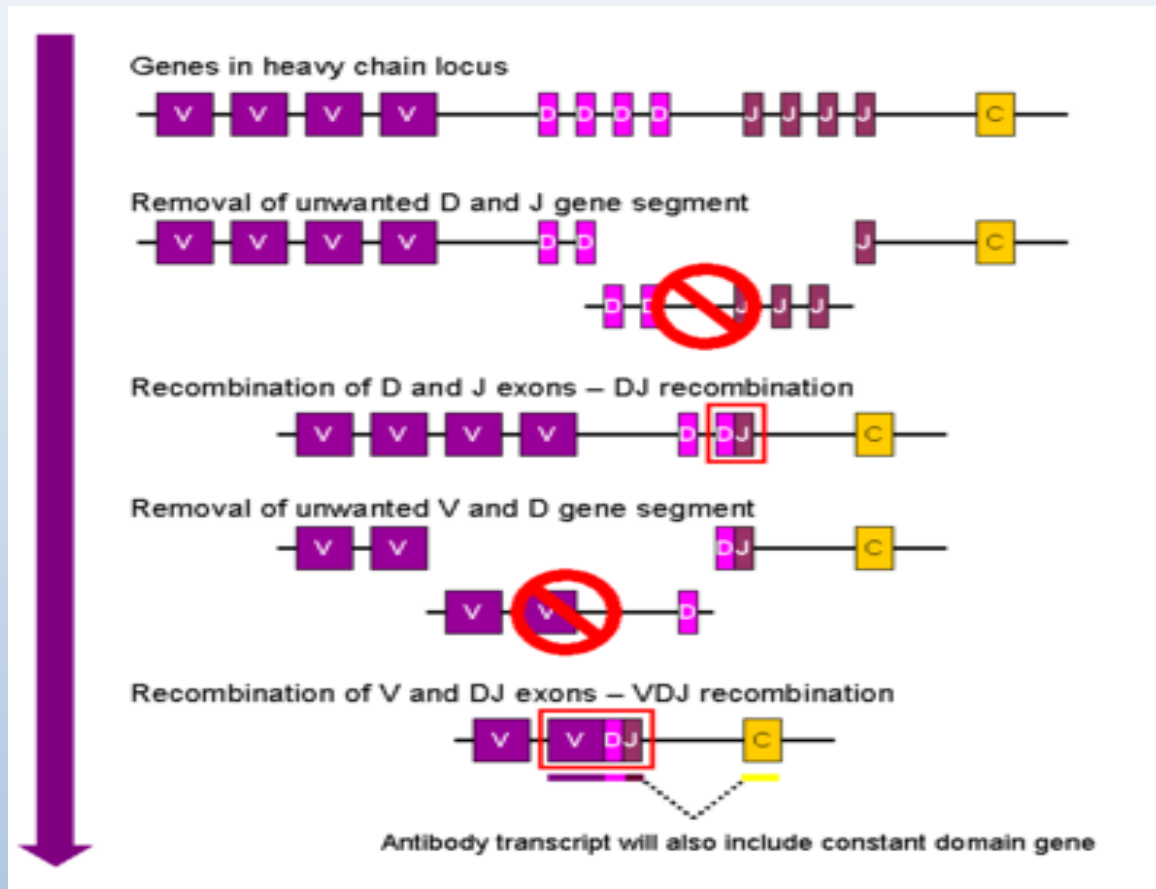 Genes in heavy chain locus
V V V V D D D D J J J J C
Removal of unwanted D and J gene segment
V V V V D D J C
D D J J J
Recombination of D and J exons – DJ recombination
V V V V D DJ C
Removal of unwanted V and D gene segment
V V DJ C
V V D
Recombination of V and DJ exons – VDJ recombination
V V DJ C
Antibody transcript will also include constant domain gene